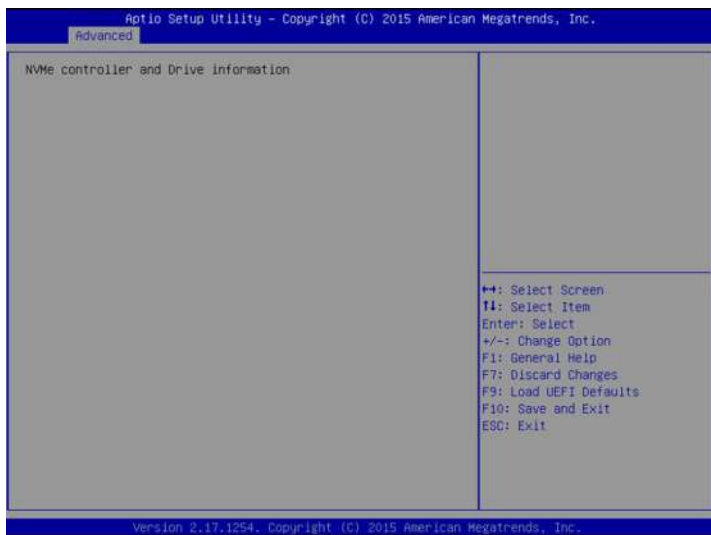 Aptio Setup Utility – Copyright (C) 2015 American Megatrends, Inc.
Advanced
NVMe controller and Drive information
↔: Select Screen
↑↓: Select Item
Enter: Select
+/-: Change Option
F1: General Help
F7: Discard Changes
F9: Load UEFI Defaults
F10: Save and Exit
ESC: Exit
Version 2.17.1254. Copyright (C) 2015 American Megatrends, Inc.